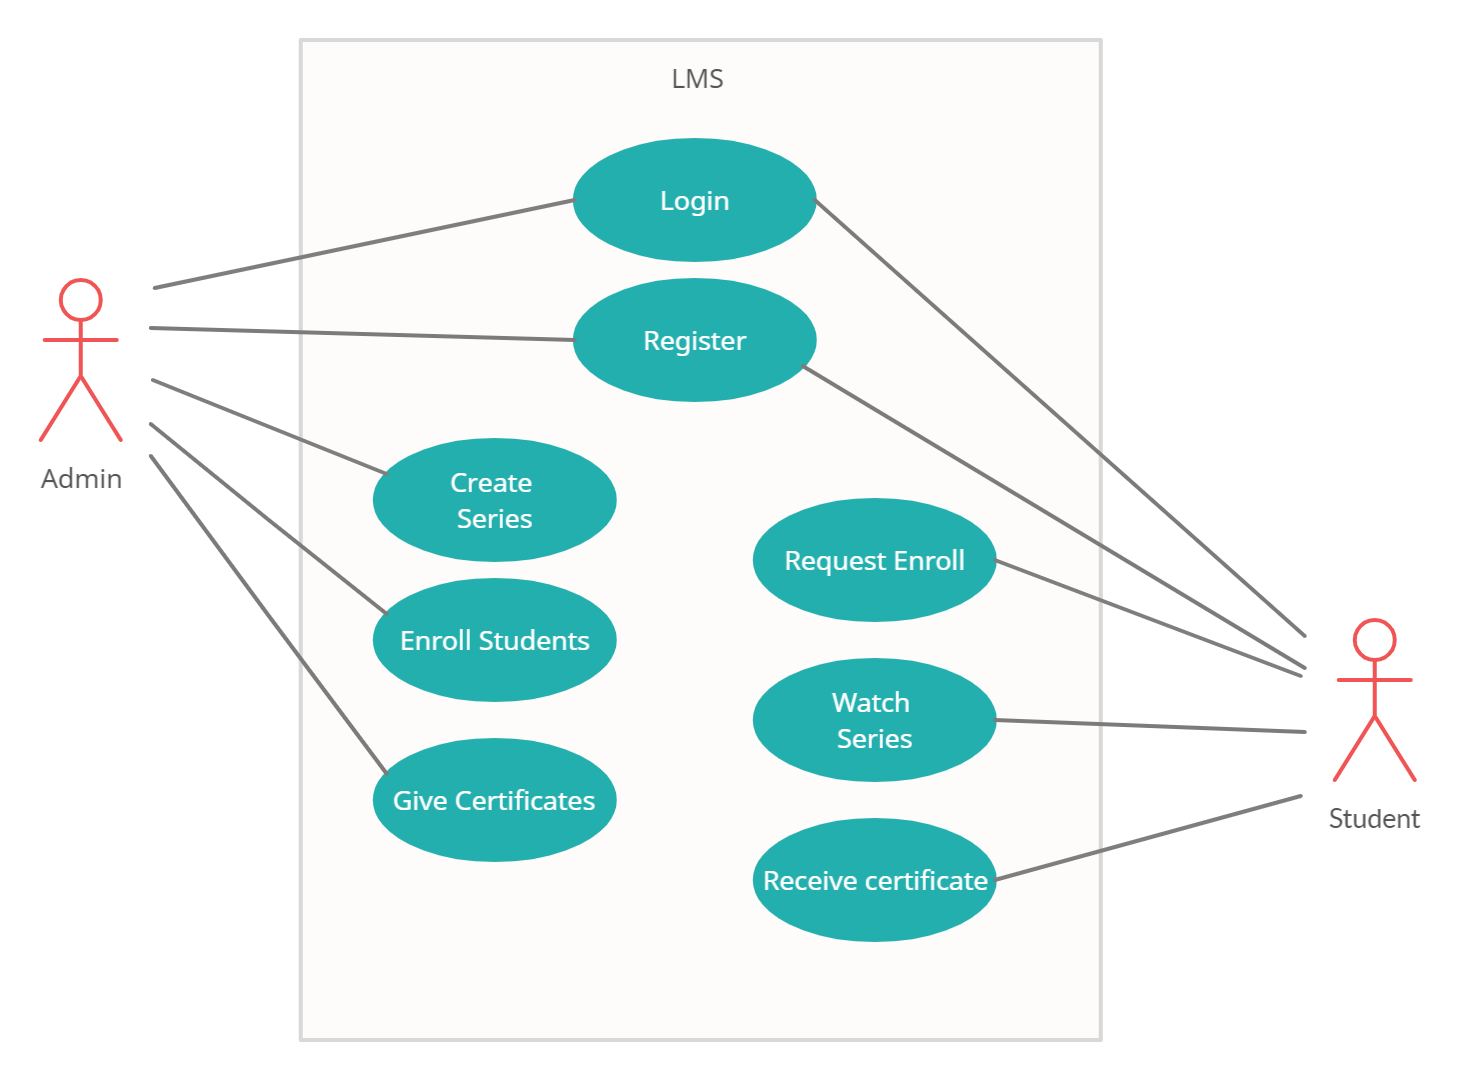 LMS
Login
Register
Admin
Create
Series
Request Enroll
Enroll Students
Watch
Series
Give Certificates
Student
Receive certificate